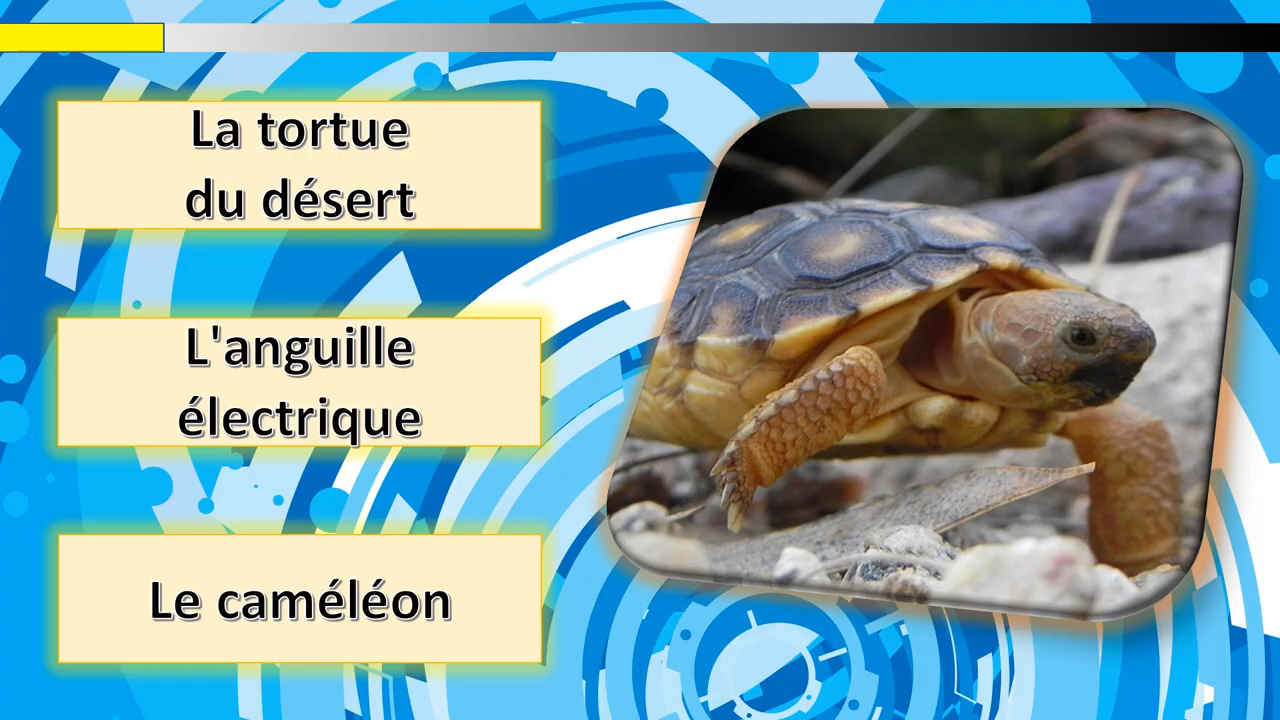 La tortue
du désert
L'anguille
électrique
Le caméléon